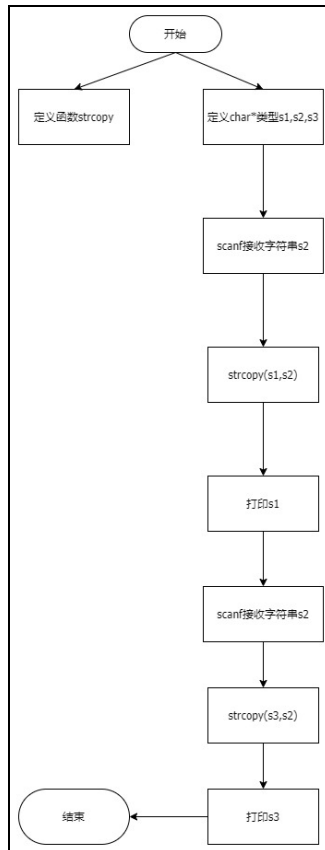 开始
定义函数strcopy
定义char*类型s1,s2,s3
scanf接收字符串s2
strcopy(s1,s2)
打印s1
scanf接收字符串s2
strcopy(s3,s2)
打印s3
结束